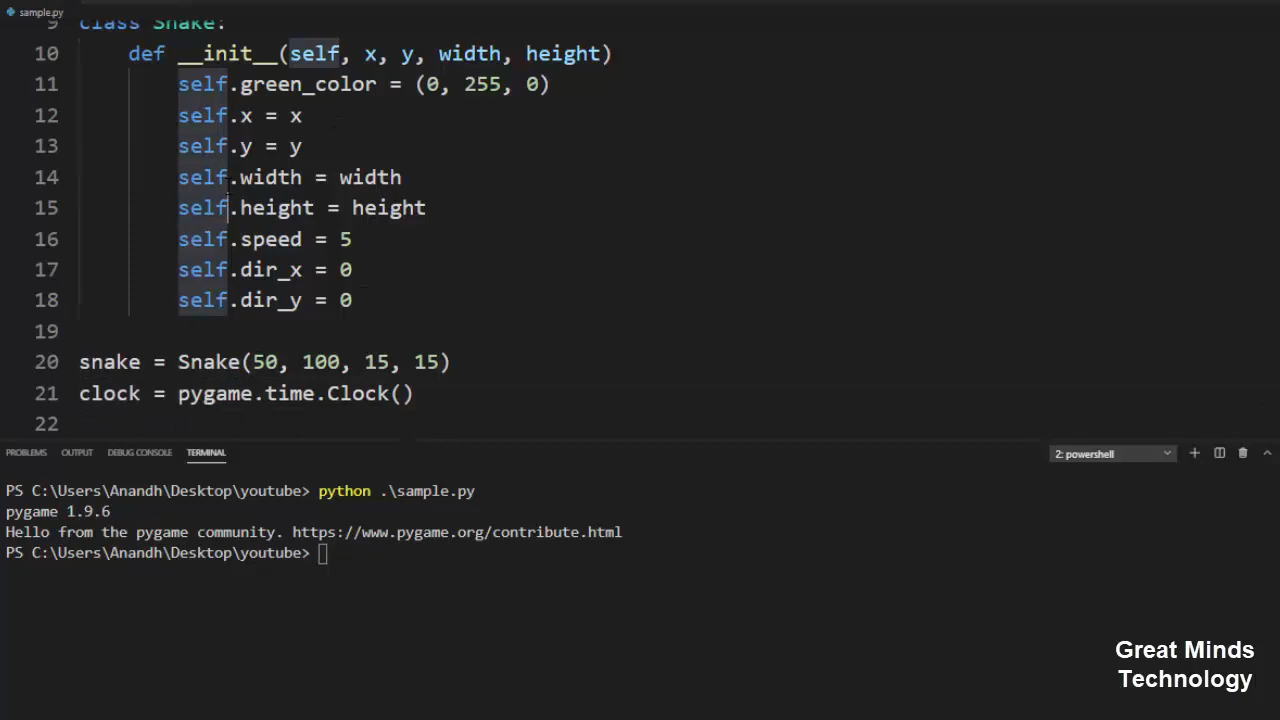 sample.py
9 class Snake:
10 def __init__(self, x, y, width, height)
11 self.green_color = (0, 255, 0)
12 self.x = x
13 self.y = y
14 self.width = width
15 self.height = height
16 self.speed = 5
17 self.dir_x = 0
18 self.dir_y = 0
19
20 snake = Snake(50, 100, 15, 15)
21 clock = pygame.time.Clock()
22
PROBLEMS OUTPUT DEBUG CONSOLE TERMINAL 2: powershell
PS C:\Users\Anandh\Desktop\youtube> python .\sample.py
pygame 1.9.6
Hello from the pygame community. https://www.pygame.org/contribute.html
PS C:\Users\Anandh\Desktop\youtube>
Great Minds
Technology